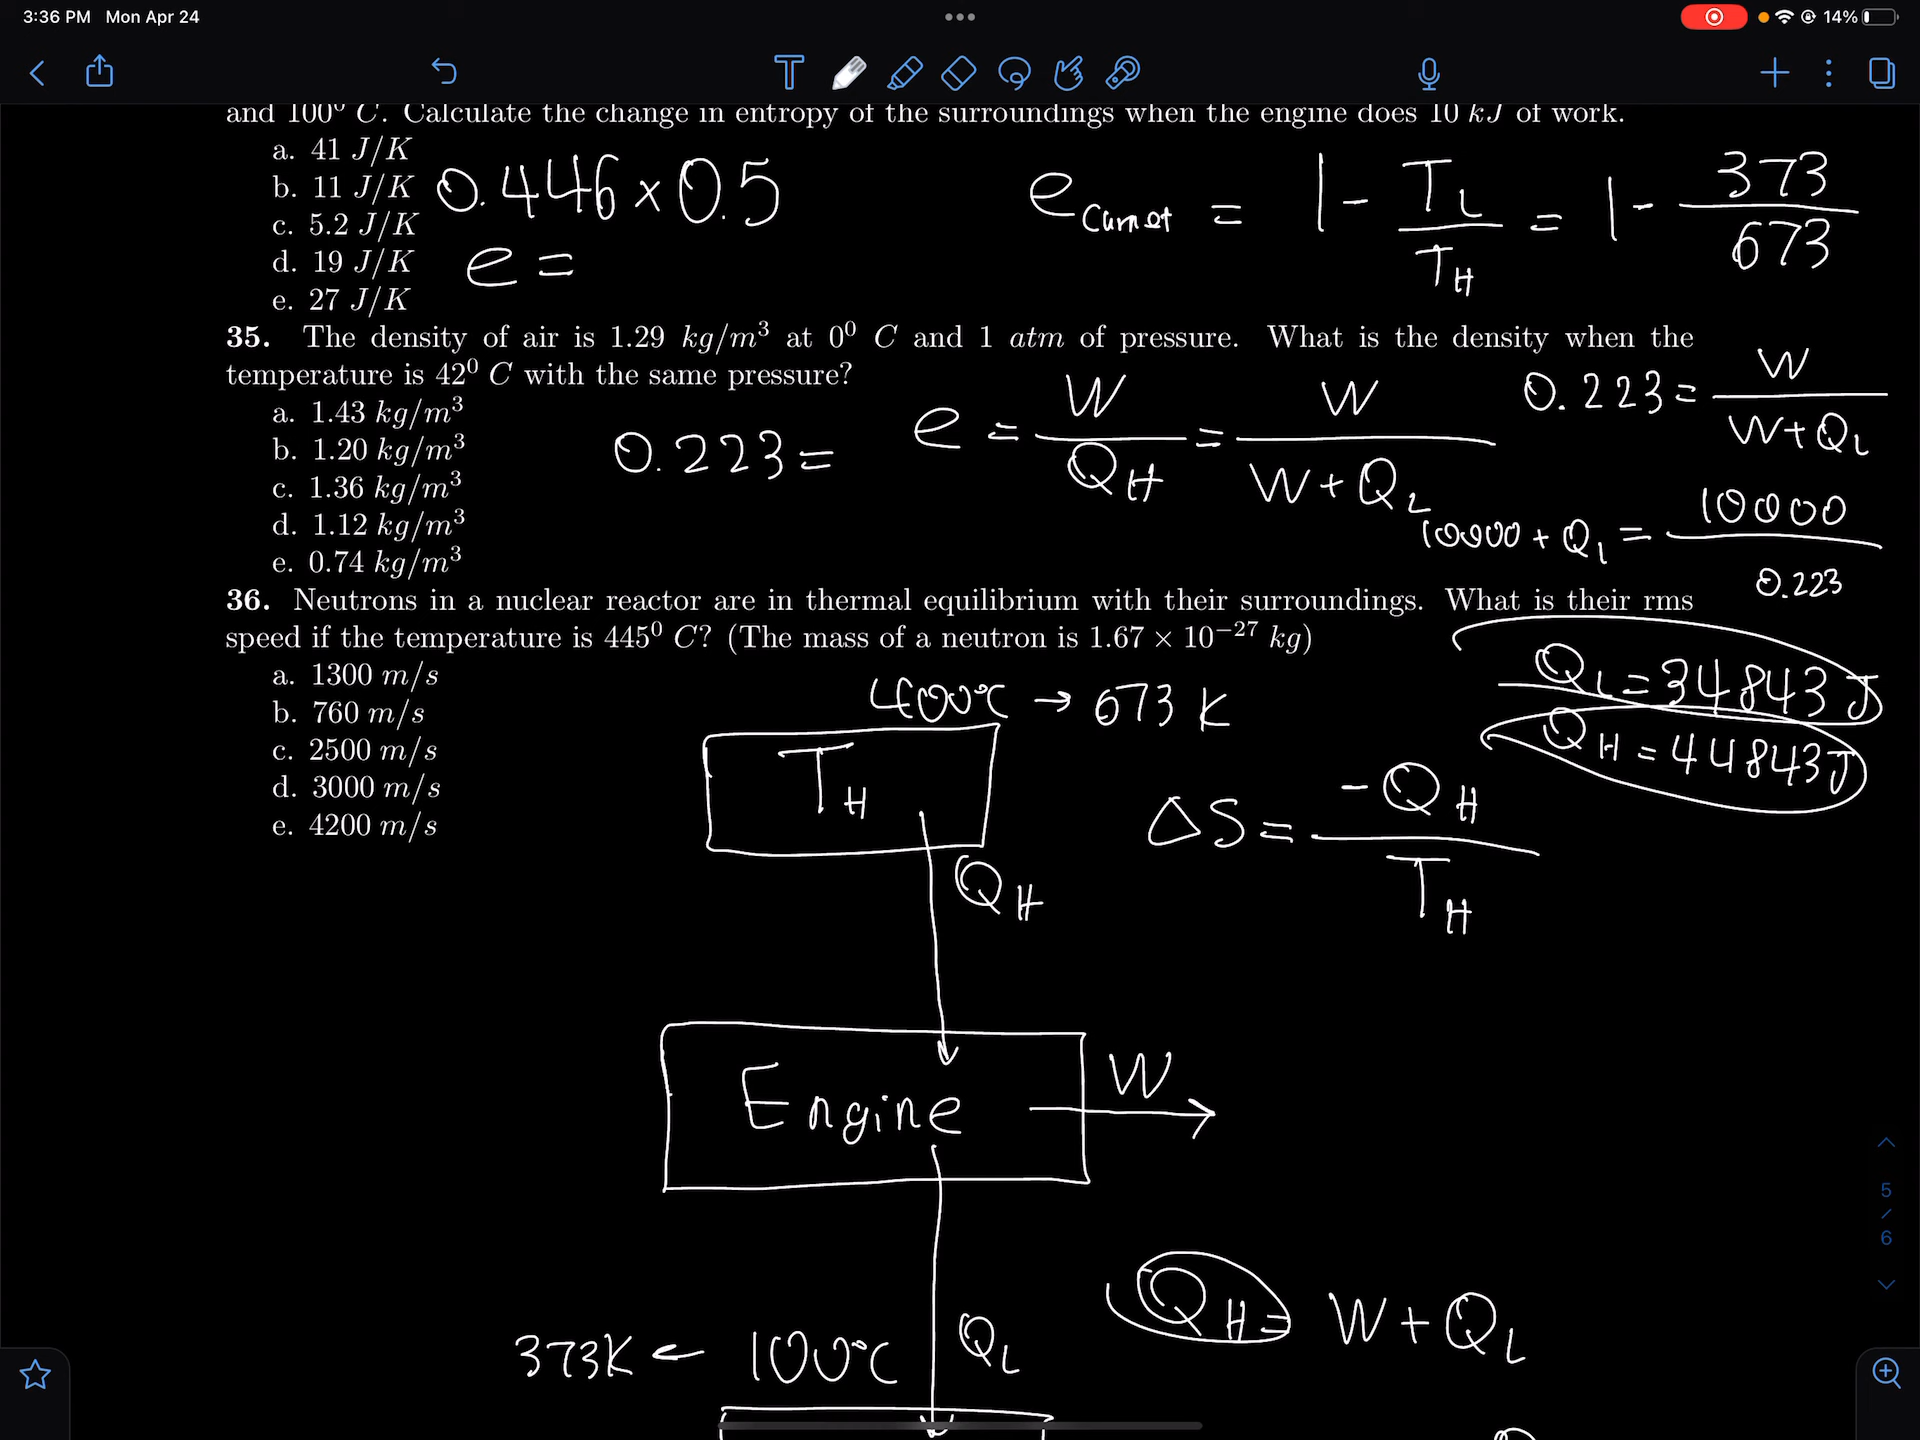 3:36 PM Mon Apr 24
14%
and 100⁰ C. Calculate the change in entropy of the surroundings when the engine does 10 kJ of work.
a. 41 J/K
b. 11 J/K
c. 5.2 J/K
d. 19 J/K
e. 27 J/K
0.446 × 0.5
e =
e Carnot = 1 - T_L / T_H = 1 - 373 / 673
35. The density of air is 1.29 kg/m³ at 0⁰ C and 1 atm of pressure. What is the density when the
temperature is 42⁰ C with the same pressure?
a. 1.43 kg/m³
b. 1.20 kg/m³
c. 1.36 kg/m³
d. 1.12 kg/m³
e. 0.74 kg/m³
0.223 =
e = W / Q_H = W / W + Q_L
0.223 = W / W + Q_L
10000 + Q_L = 10000 / 0.223
36. Neutrons in a nuclear reactor are in thermal equilibrium with their surroundings. What is their rms
speed if the temperature is 445⁰ C? (The mass of a neutron is 1.67 × 10⁻²⁷ kg)
a. 1300 m/s
b. 760 m/s
c. 2500 m/s
d. 3000 m/s
e. 4200 m/s
Q_L = 34843 J
Q_H = 44843 J
400°C → 673 K
T_H
ΔS = -Q_H / T_H
Q_H
Engine
W
Q_H = W + Q_L
373K ← 100°C
Q_L
5
/
6